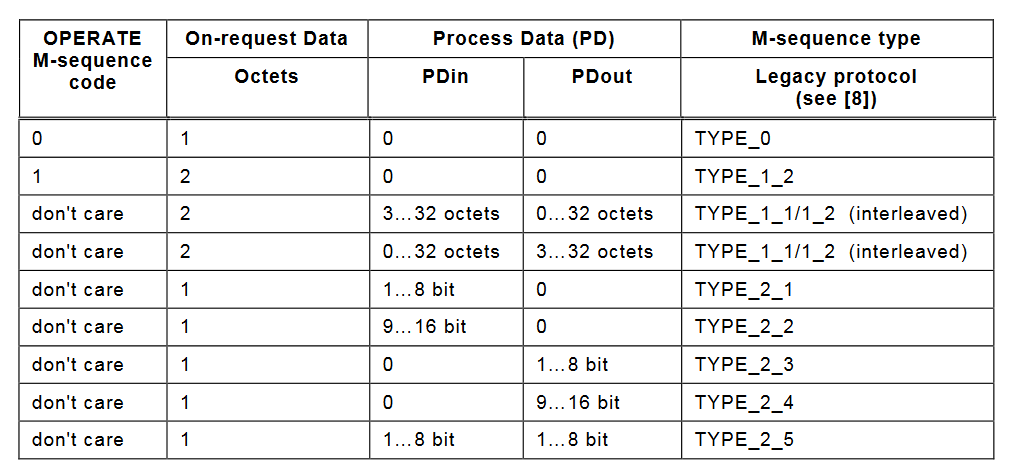 OPERATE M-sequence code | On-request Data | Process Data (PD) | M-sequence type
Octets | PDin | PDout | Legacy protocol (see [8])
0 | 1 | 0 | 0 | TYPE_0
1 | 2 | 0 | 0 | TYPE_1_2
don't care | 2 | 3...32 octets | 0...32 octets | TYPE_1_1/1_2 (interleaved)
don't care | 2 | 0...32 octets | 3...32 octets | TYPE_1_1/1_2 (interleaved)
don't care | 1 | 1...8 bit | 0 | TYPE_2_1
don't care | 1 | 9...16 bit | 0 | TYPE_2_2
don't care | 1 | 0 | 1...8 bit | TYPE_2_3
don't care | 1 | 0 | 9...16 bit | TYPE_2_4
don't care | 1 | 1...8 bit | 1...8 bit | TYPE_2_5